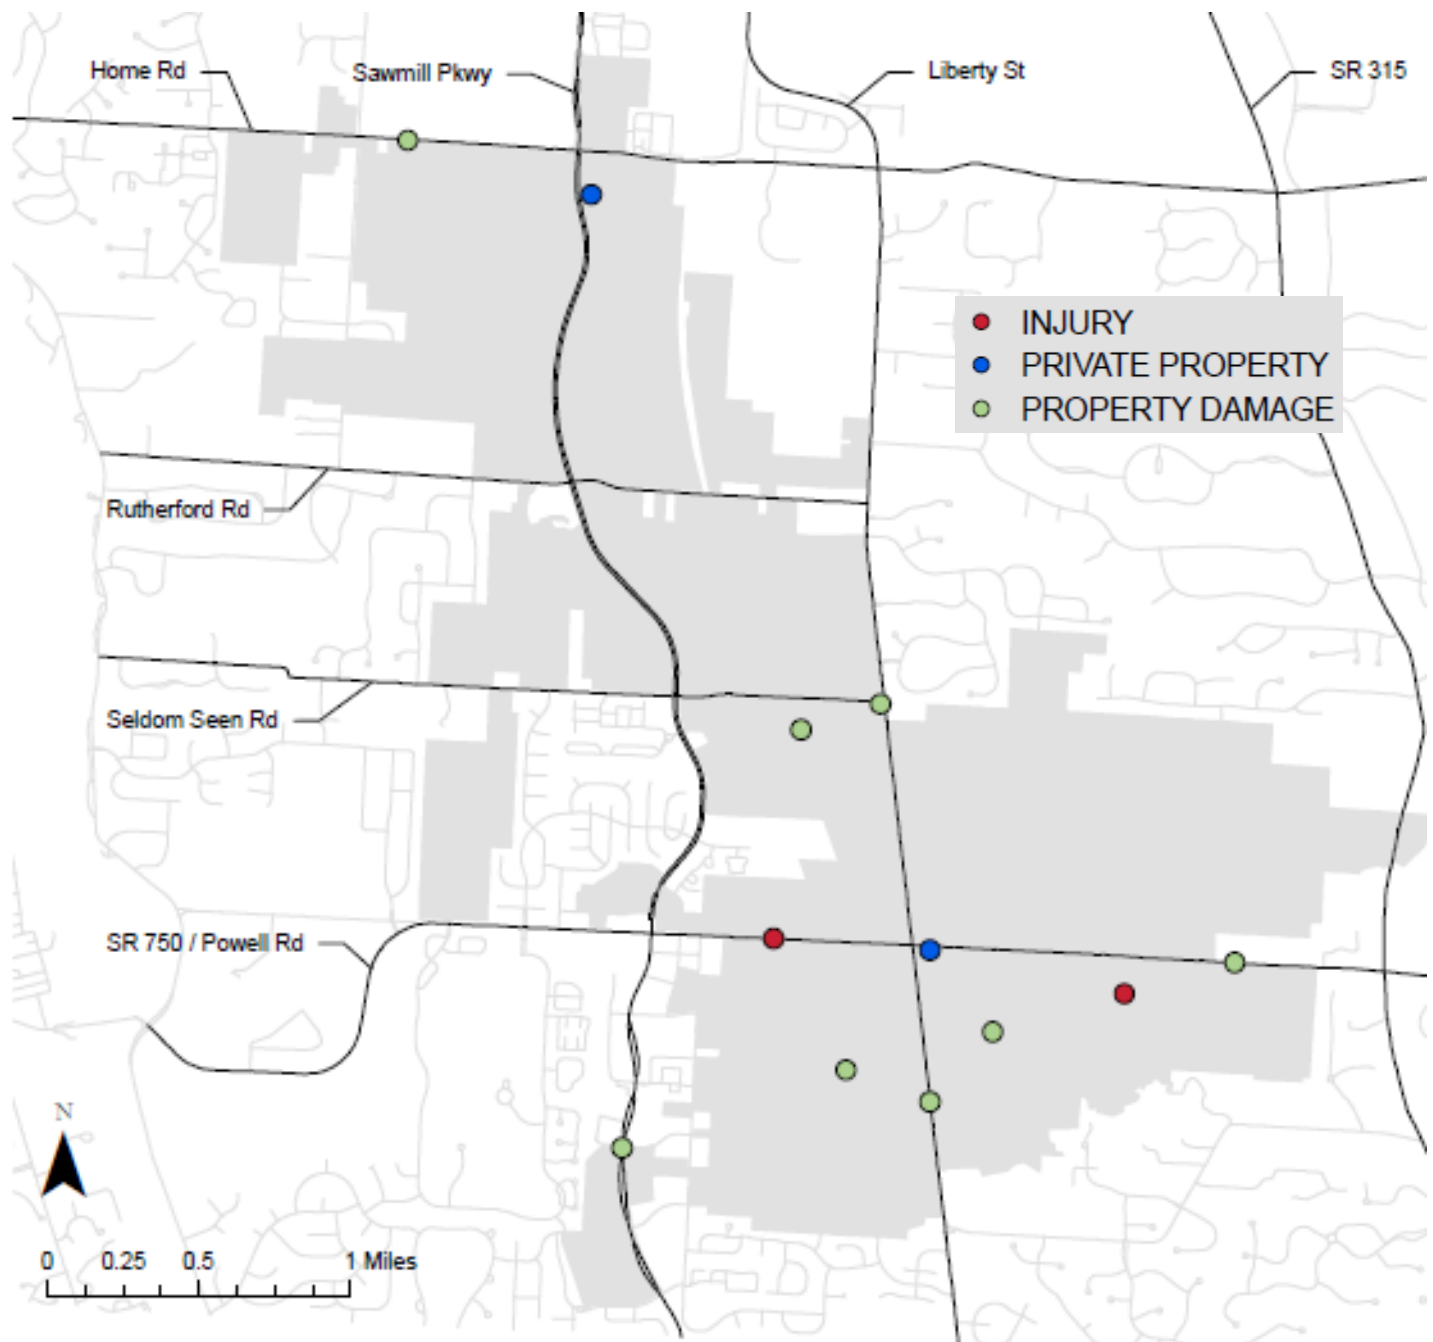 Home Rd
Sawmill Pkwy
Liberty St
SR 315
INJURY
PRIVATE PROPERTY
PROPERTY DAMAGE
Rutherford Rd
Seldom Seen Rd
SR 750 / Powell Rd
N
0 0.25 0.5 1 Miles